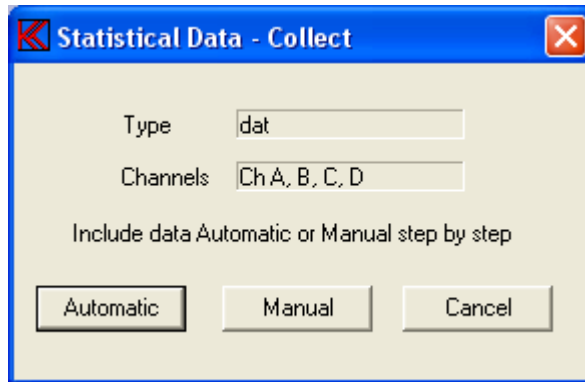 Statistical Data - Collect
Type dat
Channels Ch A, B, C, D
Include data Automatic or Manual step by step
Automatic Manual Cancel